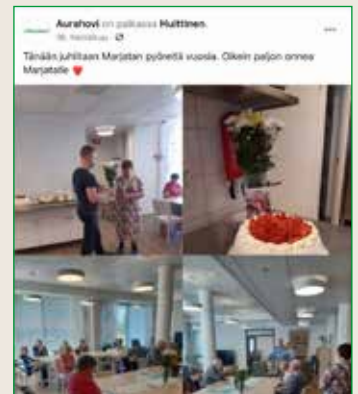 Aurahovi on paikassa Huittinen.
Tänään juhlitaan Marjatan pyöreitä vuosia. Oikein paljon onnea
Marjatalle ❤️